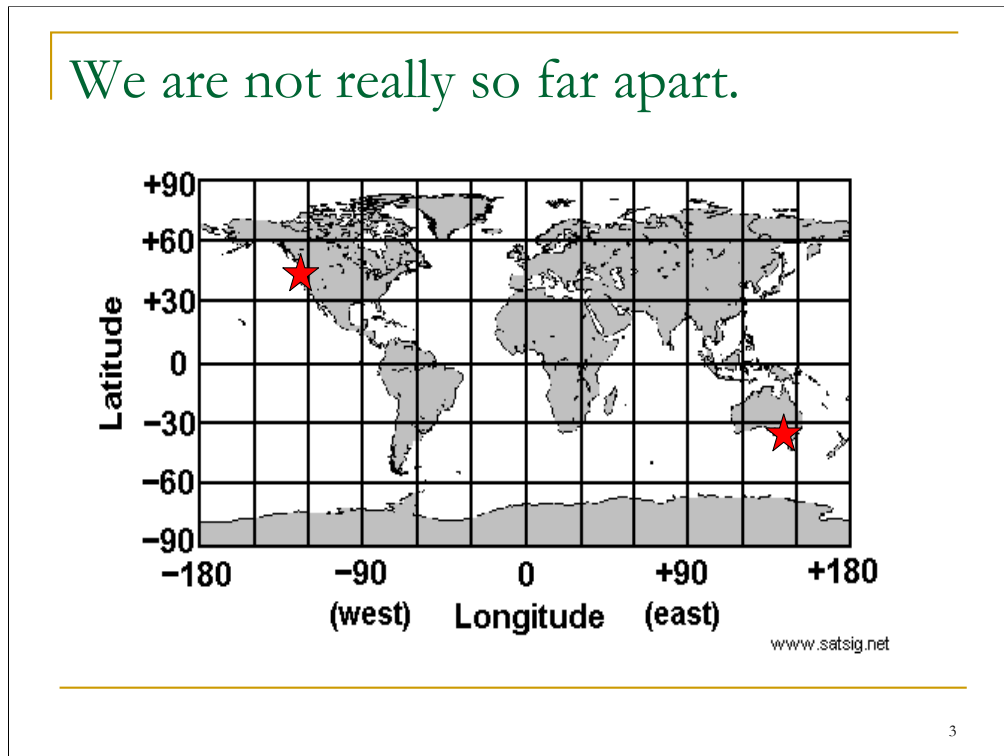 We are not really so far apart.
+90
+60
+30
0
−30
−60
−90
Latitude
−180
−90
0
+90
+180
(west)
Longitude
(east)
www.satsig.net
3